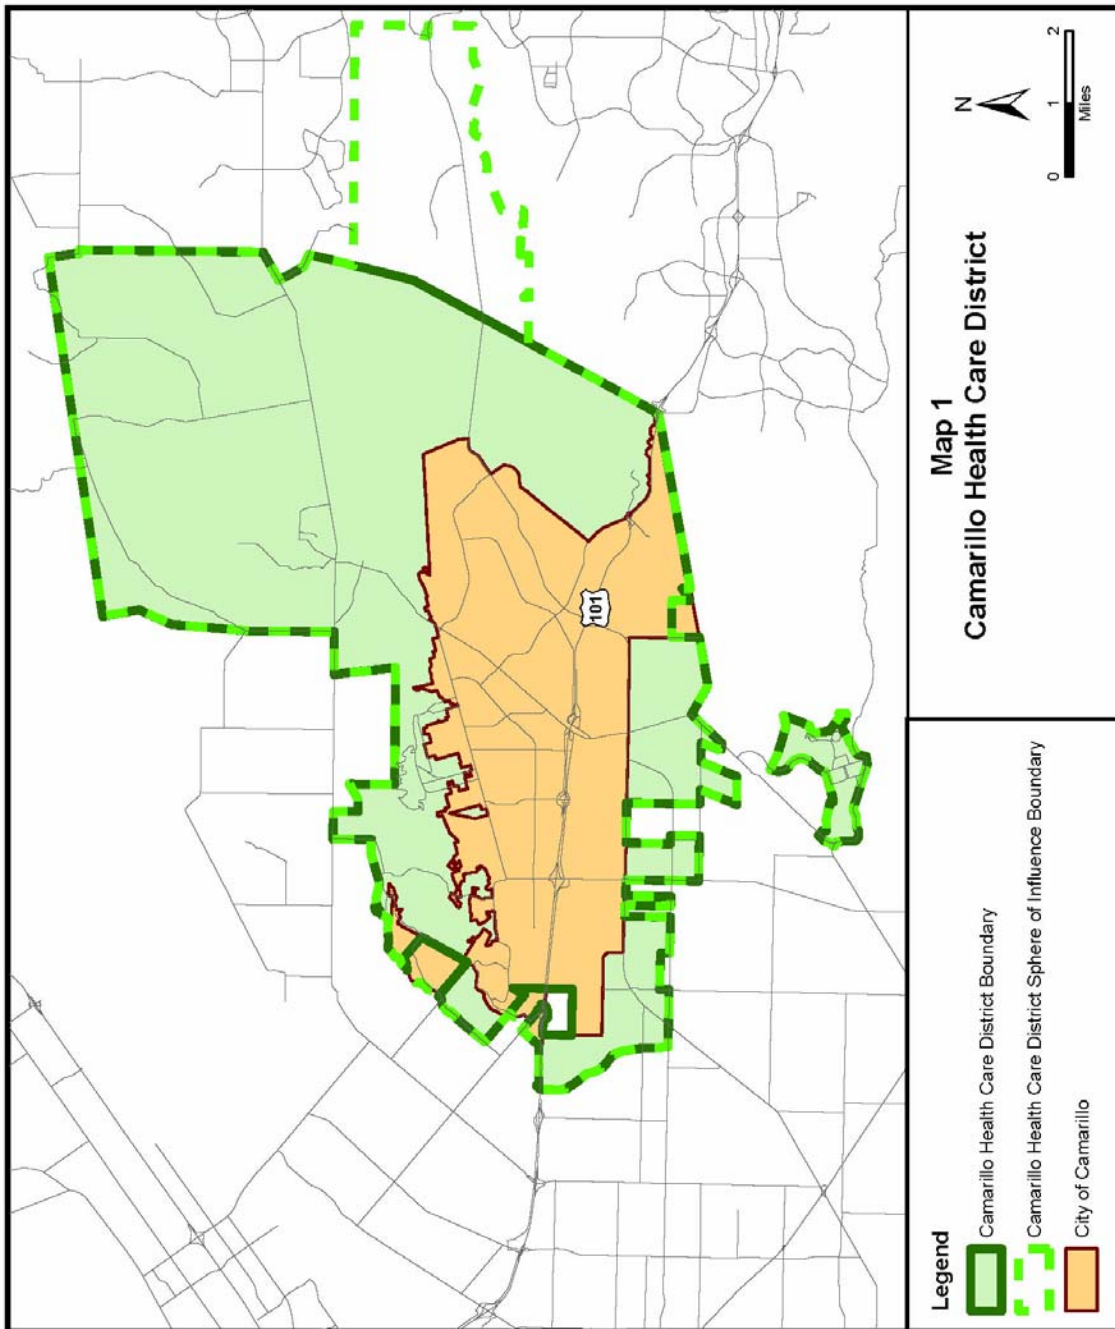 101
Map 1
Camarillo Health Care District
N
0 1 2
Miles
Legend
Camarillo Health Care District Boundary
Camarillo Health Care District Sphere of Influence Boundary
City of Camarillo